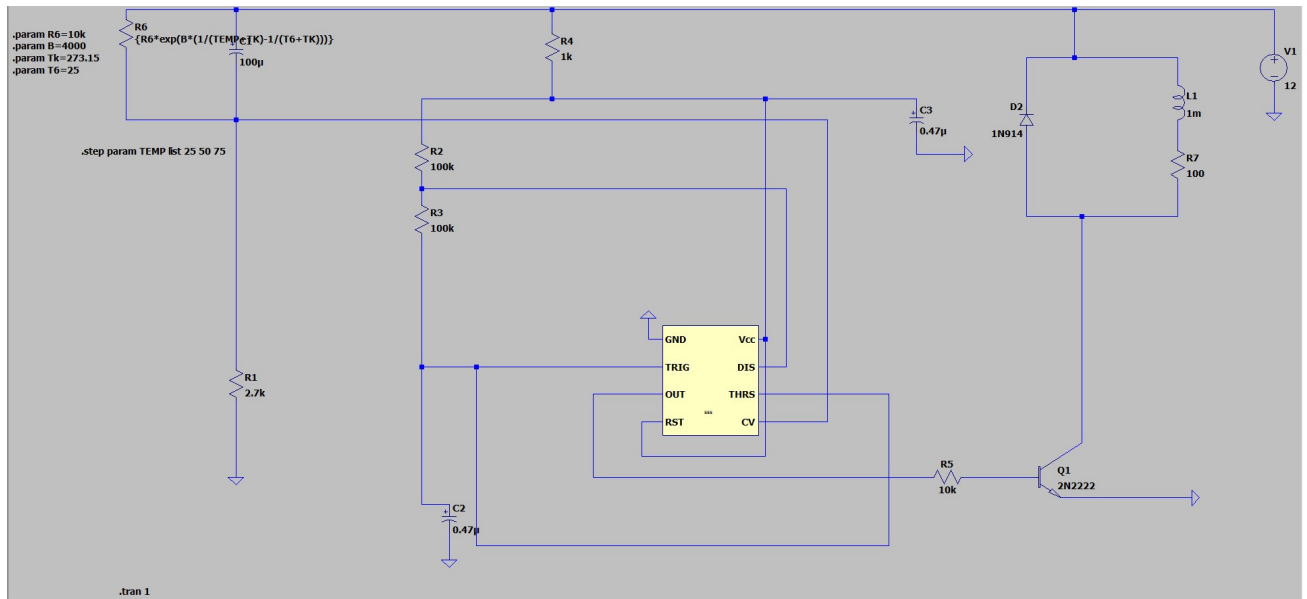 .param R6=10k
.param B=4000
.param Tk=273.15
.param T6=25
R6
{R6*exp(B*(1/(TEMP+TK)-1/(T6+TK)))}
C1
100µ
R4
1k
V1
12
C3
0.47µ
D2
1N914
L1
1m
R7
100
.step param TEMP list 25 50 75
R2
100k
R3
100k
GND
Vcc
TRIG
DIS
OUT
THRS
555
RST
CV
R1
2.7k
R5
10k
Q1
2N2222
C2
0.47µ
.tran 1